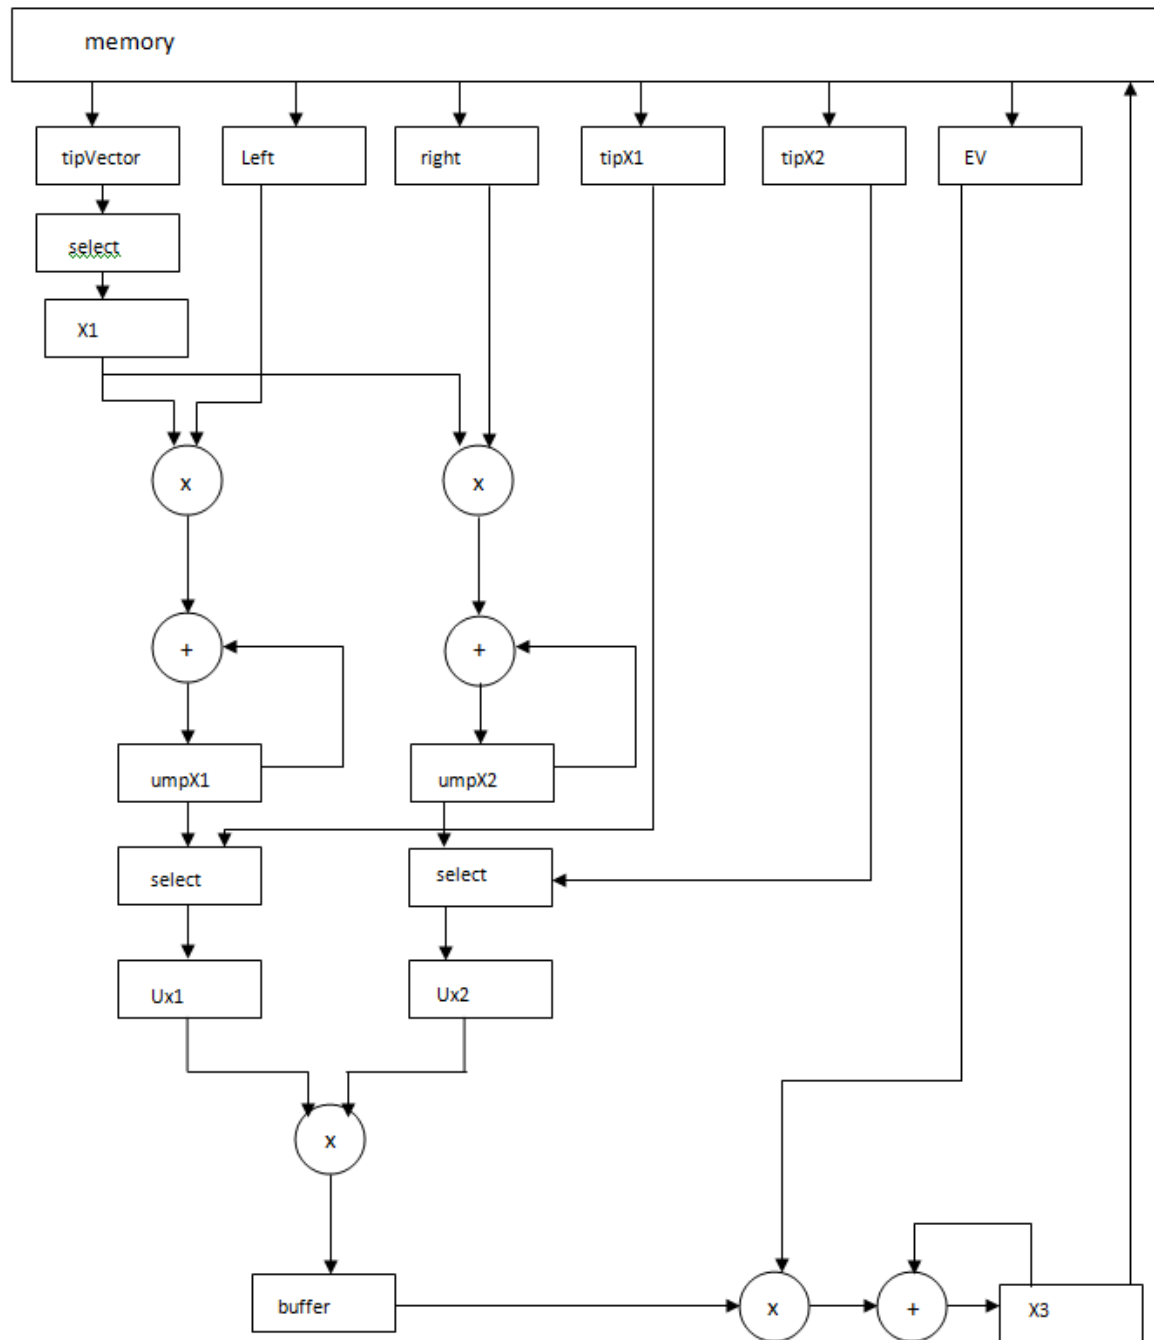 memory
tipVector
Left
right
tipX1
tipX2
EV
select
X1
x
x
+
+
umpX1
umpX2
select
select
Ux1
Ux2
x
buffer
x
+
X3